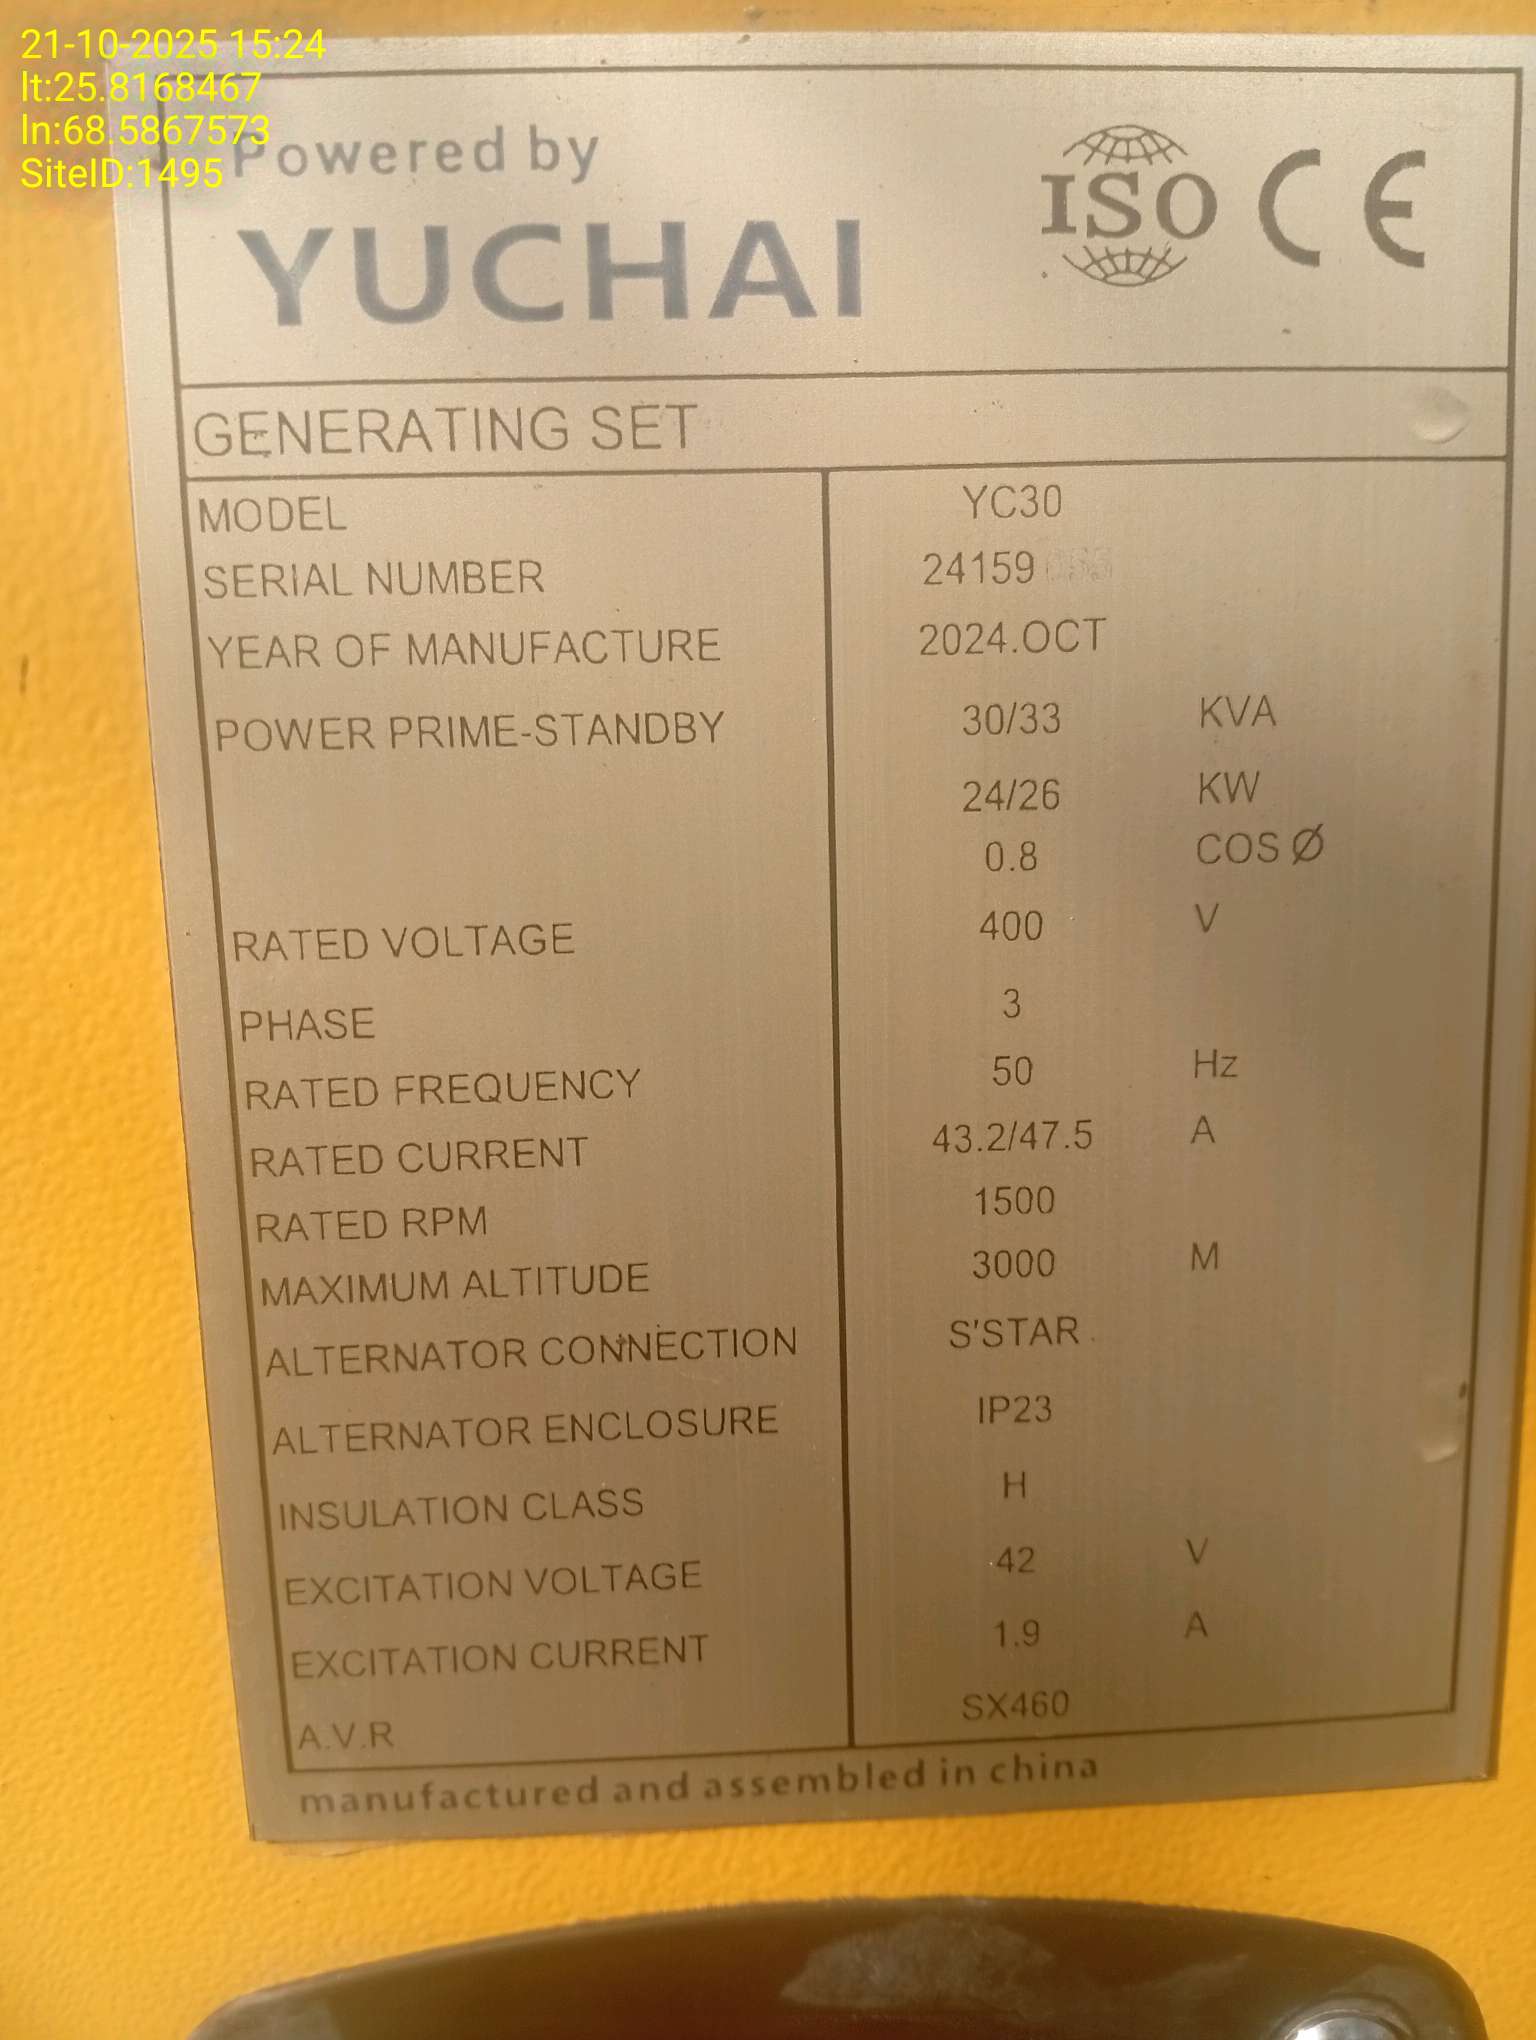 21-10-2025 15:24
lt:25.8168467
ln:68.5867573
SiteID:1495
Powered by
YUCHAI
ISO CE
GENERATING SET
MODEL YC30
SERIAL NUMBER 24159
YEAR OF MANUFACTURE 2024.OCT
POWER PRIME-STANDBY 30/33 KVA
24/26 KW
0.8 COS Ø
RATED VOLTAGE 400 V
PHASE 3
RATED FREQUENCY 50 Hz
RATED CURRENT 43.2/47.5 A
RATED RPM 1500
MAXIMUM ALTITUDE 3000 M
ALTERNATOR CONNECTION S'STAR
ALTERNATOR ENCLOSURE IP23
INSULATION CLASS H
EXCITATION VOLTAGE 42 V
EXCITATION CURRENT 1.9 A
A.V.R SX460
manufactured and assembled in china